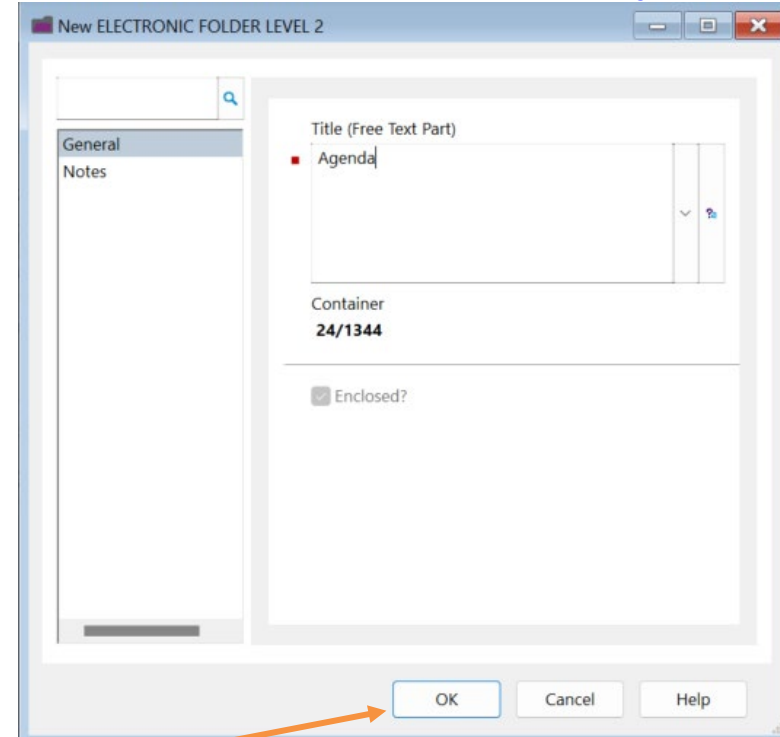 New ELECTRONIC FOLDER LEVEL 2
General
Notes
Title (Free Text Part)
Agenda
Container
24/1344
Enclosed?
OK Cancel Help